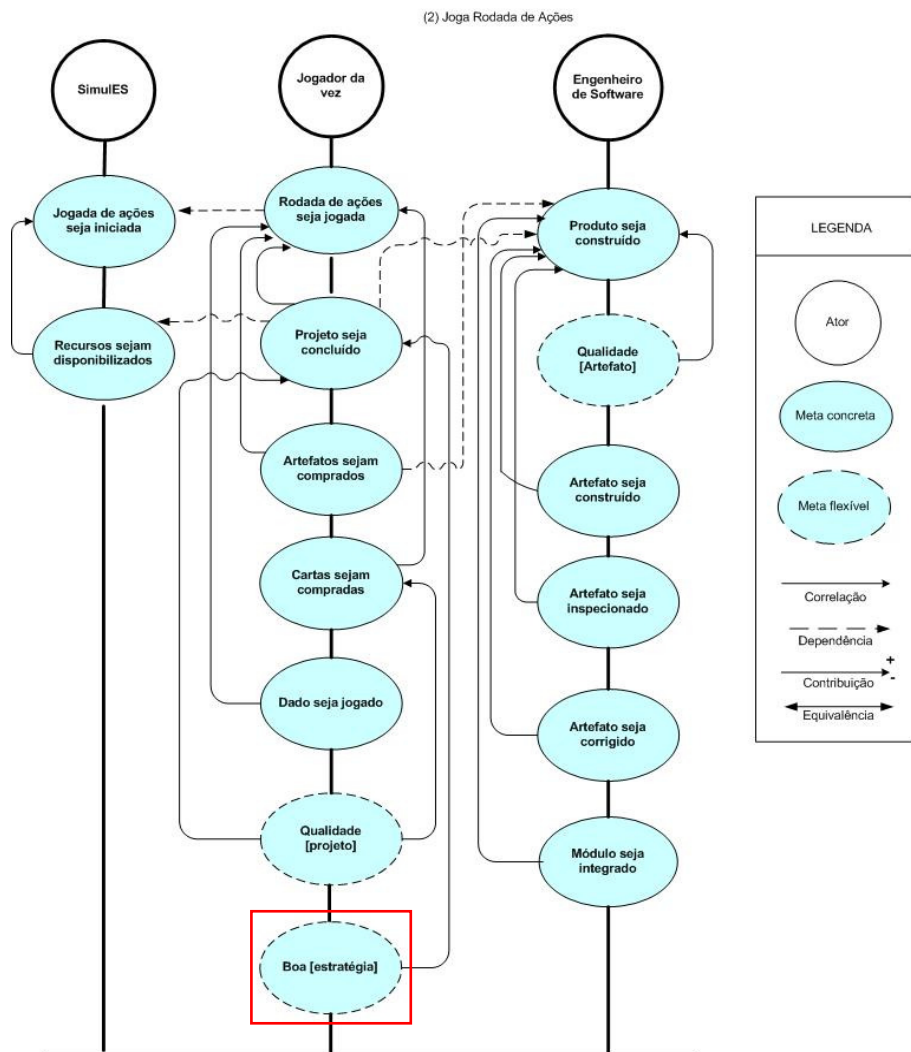 (2) Joga Rodada de Ações
SimulES
Jogador da
vez
Engenheiro
de Software
Jogada de ações
seja iniciada
Recursos sejam
disponibilizados
Rodada de ações
seja jogada
Projeto seja
concluído
Artefatos sejam
comprados
Cartas sejam
compradas
Dado seja jogado
Qualidade
[projeto]
Boa [estratégia]
Produto seja
construído
Qualidade
[Artefato]
Artefato seja
construído
Artefato seja
inspecionado
Artefato seja
corrigido
Módulo seja
integrado
LEGENDA
Ator
Meta concreta
Meta flexível
Correlação
Dependência
+
-
Contribuição
Equivalência